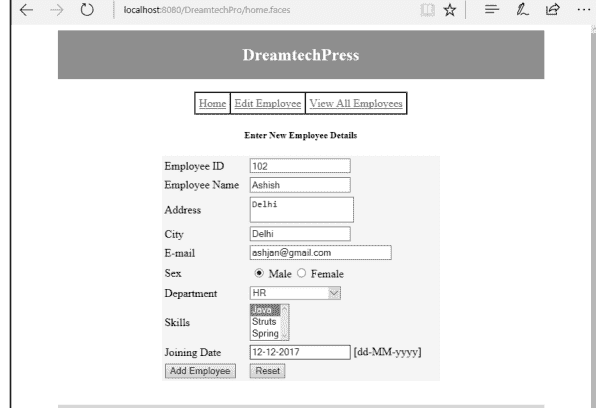 localhost:8080/DreamtechPro/home.faces
DreamtechPress
Home Edit Employee View All Employees
Enter New Employee Details
Employee ID 102
Employee Name Ashish
Address Delhi
City Delhi
E-mail ashjan@gmail.com
Sex Male Female
Department HR
Skills Java
Struts
Spring
Joining Date 12-12-2017 [dd-MM-yyyy]
Add Employee Reset